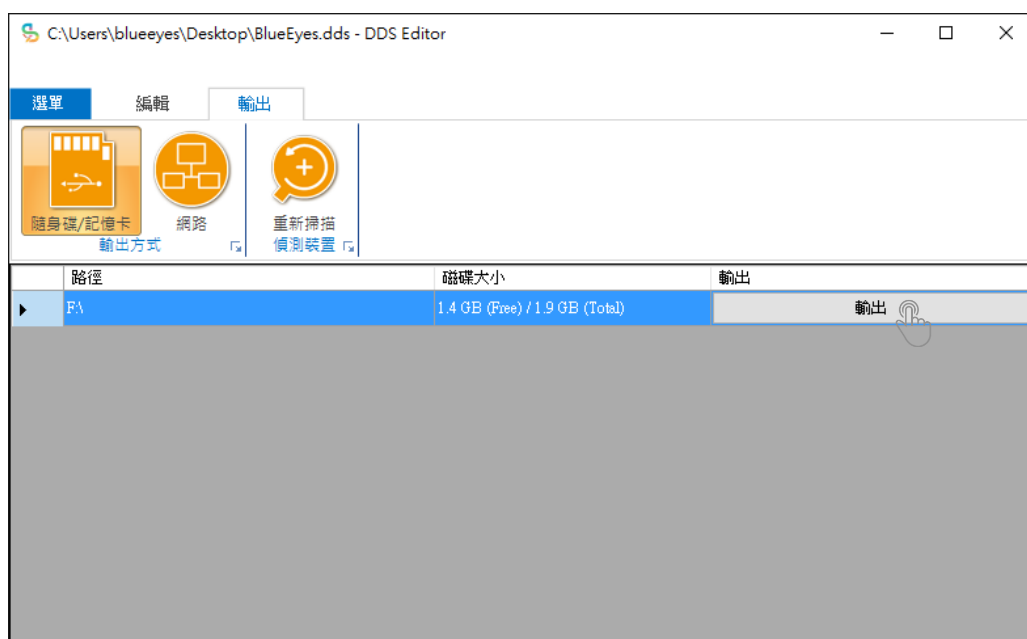 C:\Users\blueeyes\Desktop\BlueEyes.dds - DDS Editor
選單 編輯 輸出
隨身碟/記憶卡 網路 重新掃描
輸出方式 偵測裝置
路徑 磁碟大小 輸出
F:\ 1.4 GB (Free) / 1.9 GB (Total) 輸出